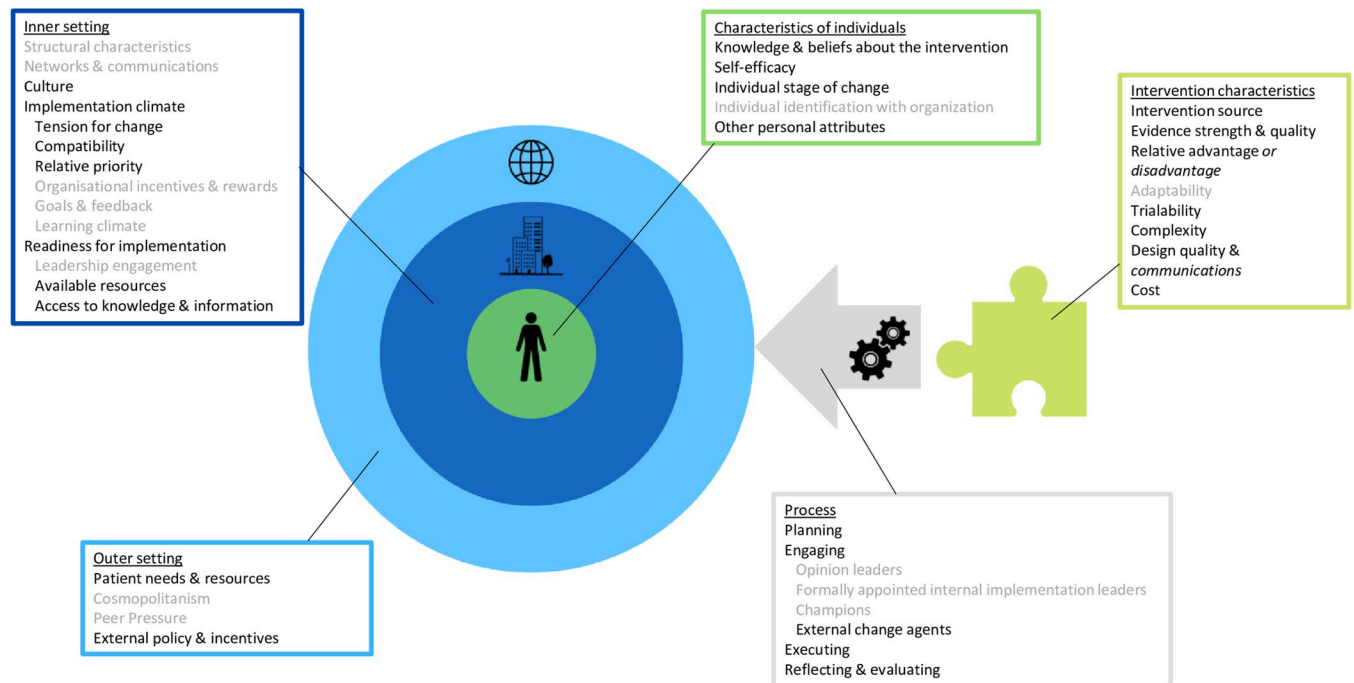 Inner setting
Structural characteristics
Networks & communications
Culture
Implementation climate
Tension for change
Compatibility
Relative priority
Organisational incentives & rewards
Goals & feedback
Learning climate
Readiness for implementation
Leadership engagement
Available resources
Access to knowledge & information
Characteristics of individuals
Knowledge & beliefs about the intervention
Self-efficacy
Individual stage of change
Individual identification with organization
Other personal attributes
Intervention characteristics
Intervention source
Evidence strength & quality
Relative advantage or
disadvantage
Adaptability
Trialability
Complexity
Design quality &
communications
Cost
Outer setting
Patient needs & resources
Cosmopolitanism
Peer Pressure
External policy & incentives
Process
Planning
Engaging
Opinion leaders
Formally appointed internal implementation leaders
Champions
External change agents
Executing
Reflecting & evaluating